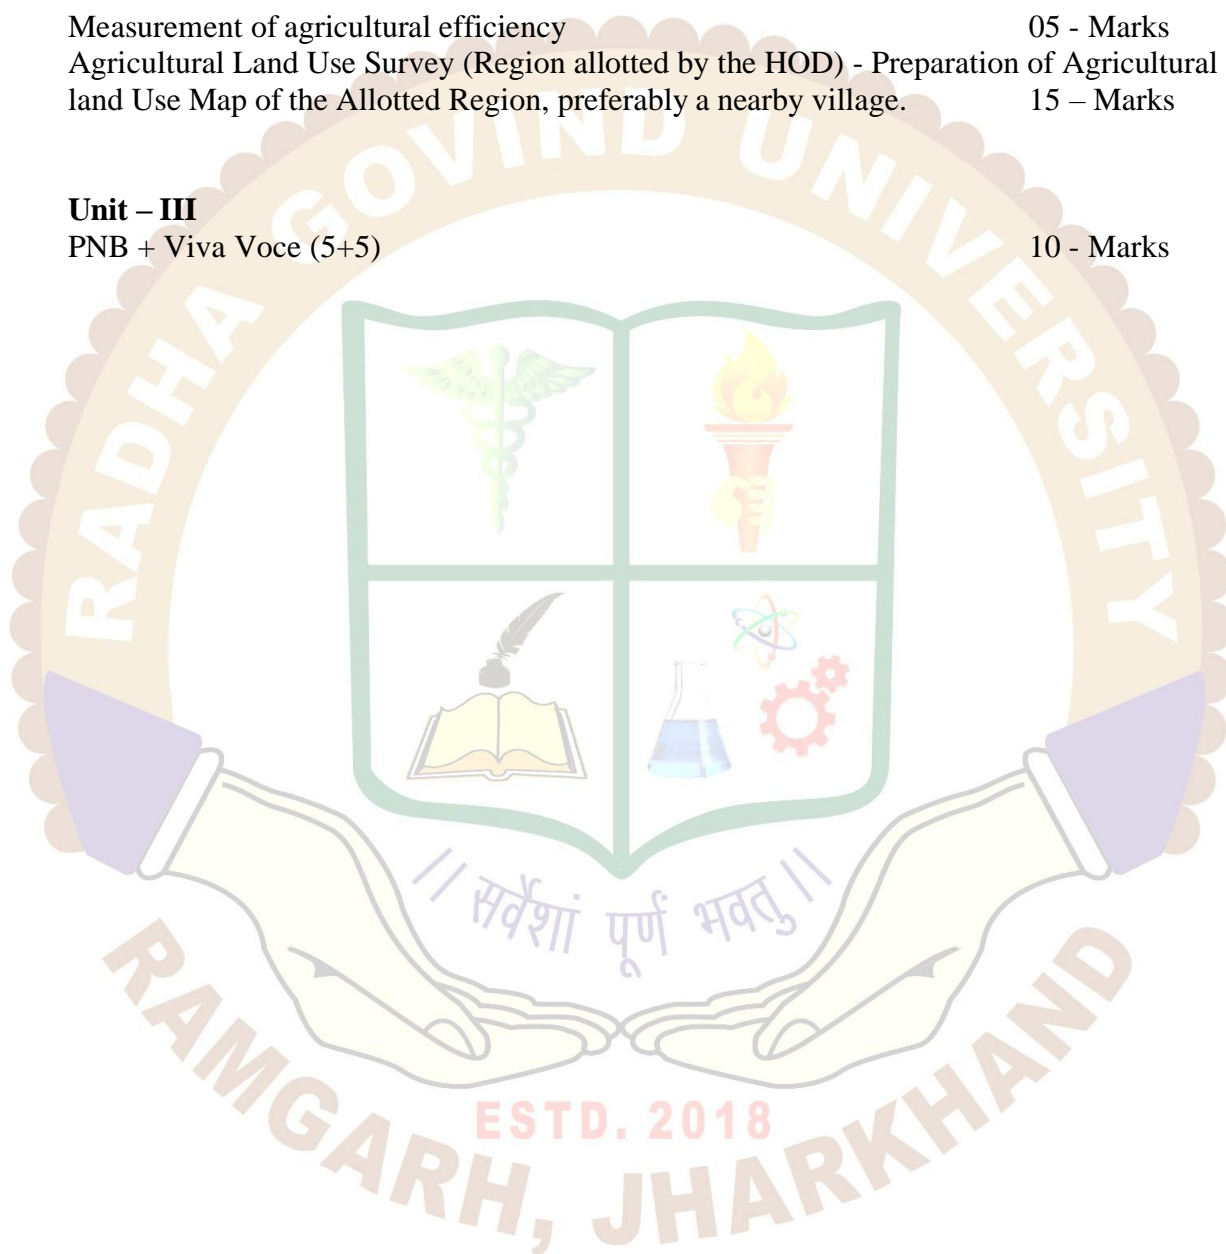 Measurement of agricultural efficiency 05 - Marks
Agricultural Land Use Survey (Region allotted by the HOD) - Preparation of Agricultural
land Use Map of the Allotted Region, preferably a nearby village. 15 – Marks
Unit – III
PNB + Viva Voce (5+5) 10 - Marks
RADHA GOVIND UNIVERSITY
।। सर्वेशां पूर्ण भवतु ।।
ESTD. 2018
RAMGARH, JHARKHAND